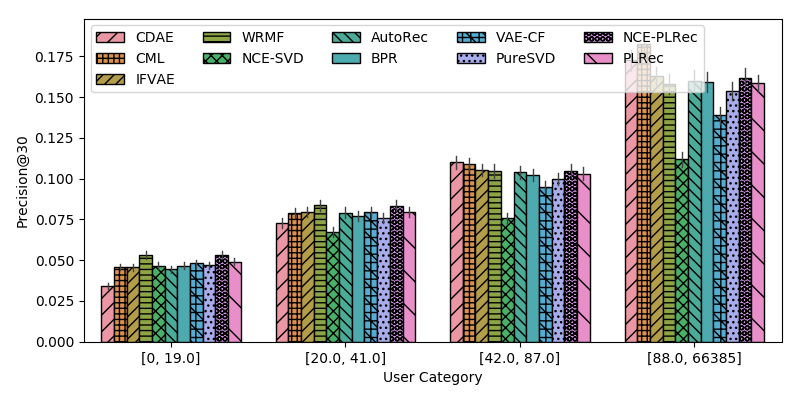 CDAE WRMF AutoRec VAE-CF NCE-PLRec
CML NCE-SVD BPR PureSVD PLRec
IFVAE
0.175
0.150
0.125
0.100
0.075
0.050
0.025
0.000
Precision@30
[0, 19.0] [20.0, 41.0] [42.0, 87.0] [88.0, 66385]
User Category